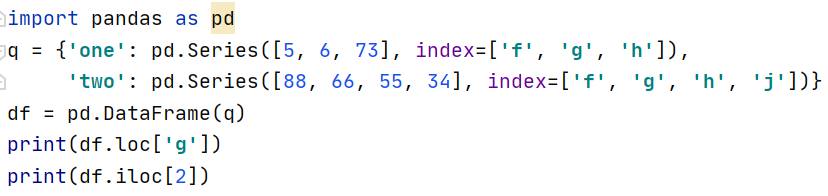 import pandas as pd
q = {'one': pd.Series([5, 6, 73], index=['f', 'g', 'h']),
     'two': pd.Series([88, 66, 55, 34], index=['f', 'g', 'h', 'j'])}
df = pd.DataFrame(q)
print(df.loc['g'])
print(df.iloc[2])